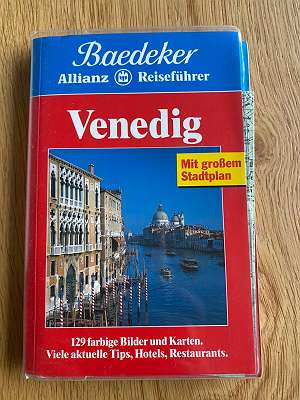 Baedeker
Allianz Reiseführer
Venedig
Mit großem
Stadtplan
129 farbige Bilder und Karten.
Viele aktuelle Tips, Hotels, Restaurants.